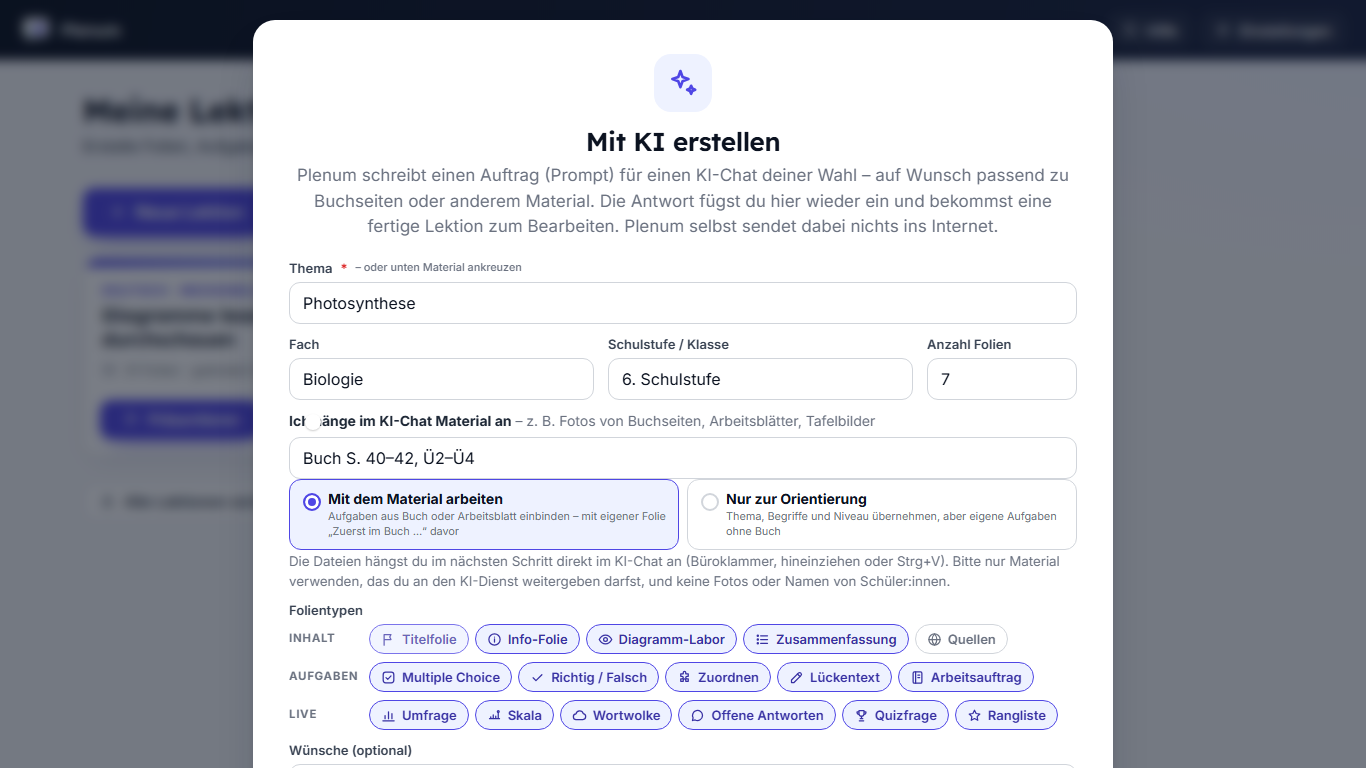 Mit KI erstellen
Plenum schreibt einen Auftrag (Prompt) für einen KI-Chat deiner Wahl – auf Wunsch passend zu
Buchseiten oder anderem Material. Die Antwort fügst du hier wieder ein und bekommst eine
fertige Lektion zum Bearbeiten. Plenum selbst sendet dabei nichts ins Internet.
Thema * – oder unten Material ankreuzen
Photosynthese
Fach Schulstufe / Klasse Anzahl Folien
Biologie 6. Schulstufe 7
Ich hänge im KI-Chat Material an – z. B. Fotos von Buchseiten, Arbeitsblätter, Tafelbilder
Buch S. 40–42, Ü2–Ü4
Mit dem Material arbeiten
Aufgaben aus Buch oder Arbeitsblatt einbinden – mit eigener Folie
„Zuerst im Buch …“ davor
Nur zur Orientierung
Thema, Begriffe und Niveau übernehmen, aber eigene Aufgaben
ohne Buch
Die Dateien hängst du im nächsten Schritt direkt im KI-Chat an (Büroklammer, hineinziehen oder Strg+V). Bitte nur Material
verwenden, das du an den KI-Dienst weitergeben darfst, und keine Fotos oder Namen von Schüler:innen.
Folientypen
INHALT Titelfolie Info-Folie Diagramm-Labor Zusammenfassung Quellen
AUFGABEN Multiple Choice Richtig / Falsch Zuordnen Lückentext Arbeitsauftrag
LIVE Umfrage Skala Wortwolke Offene Antworten Quizfrage Rangliste
Wünsche (optional)